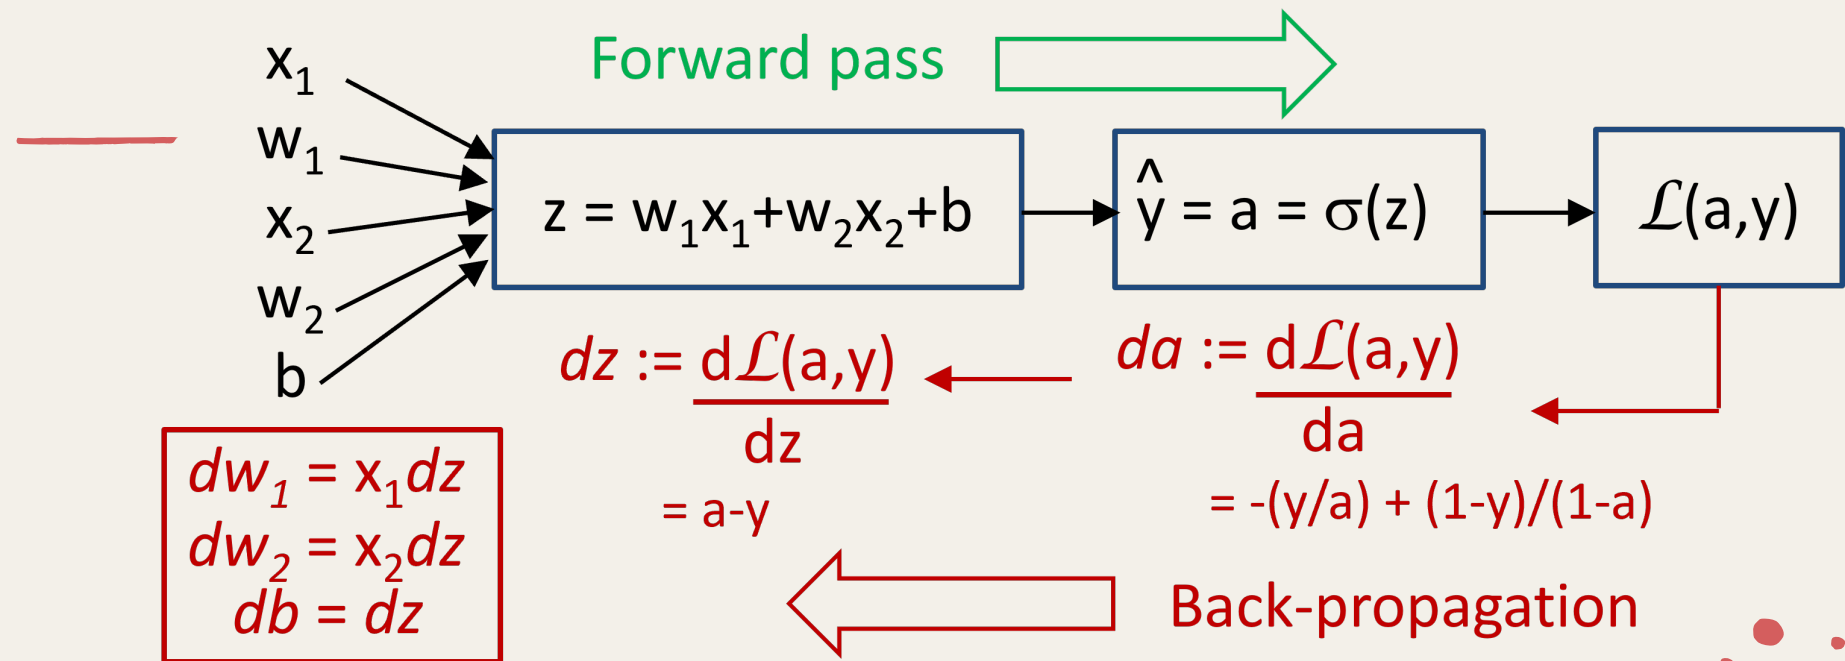 Forward pass
x₁
w₁
x₂
w₂
b
z = w₁x₁+w₂x₂+b
ŷ = a = σ(z)
ℒ(a,y)
dz := dℒ(a,y)
dz
= a-y
da := dℒ(a,y)
da
= -(y/a) + (1-y)/(1-a)
dw₁ = x₁dz
dw₂ = x₂dz
db = dz
Back-propagation